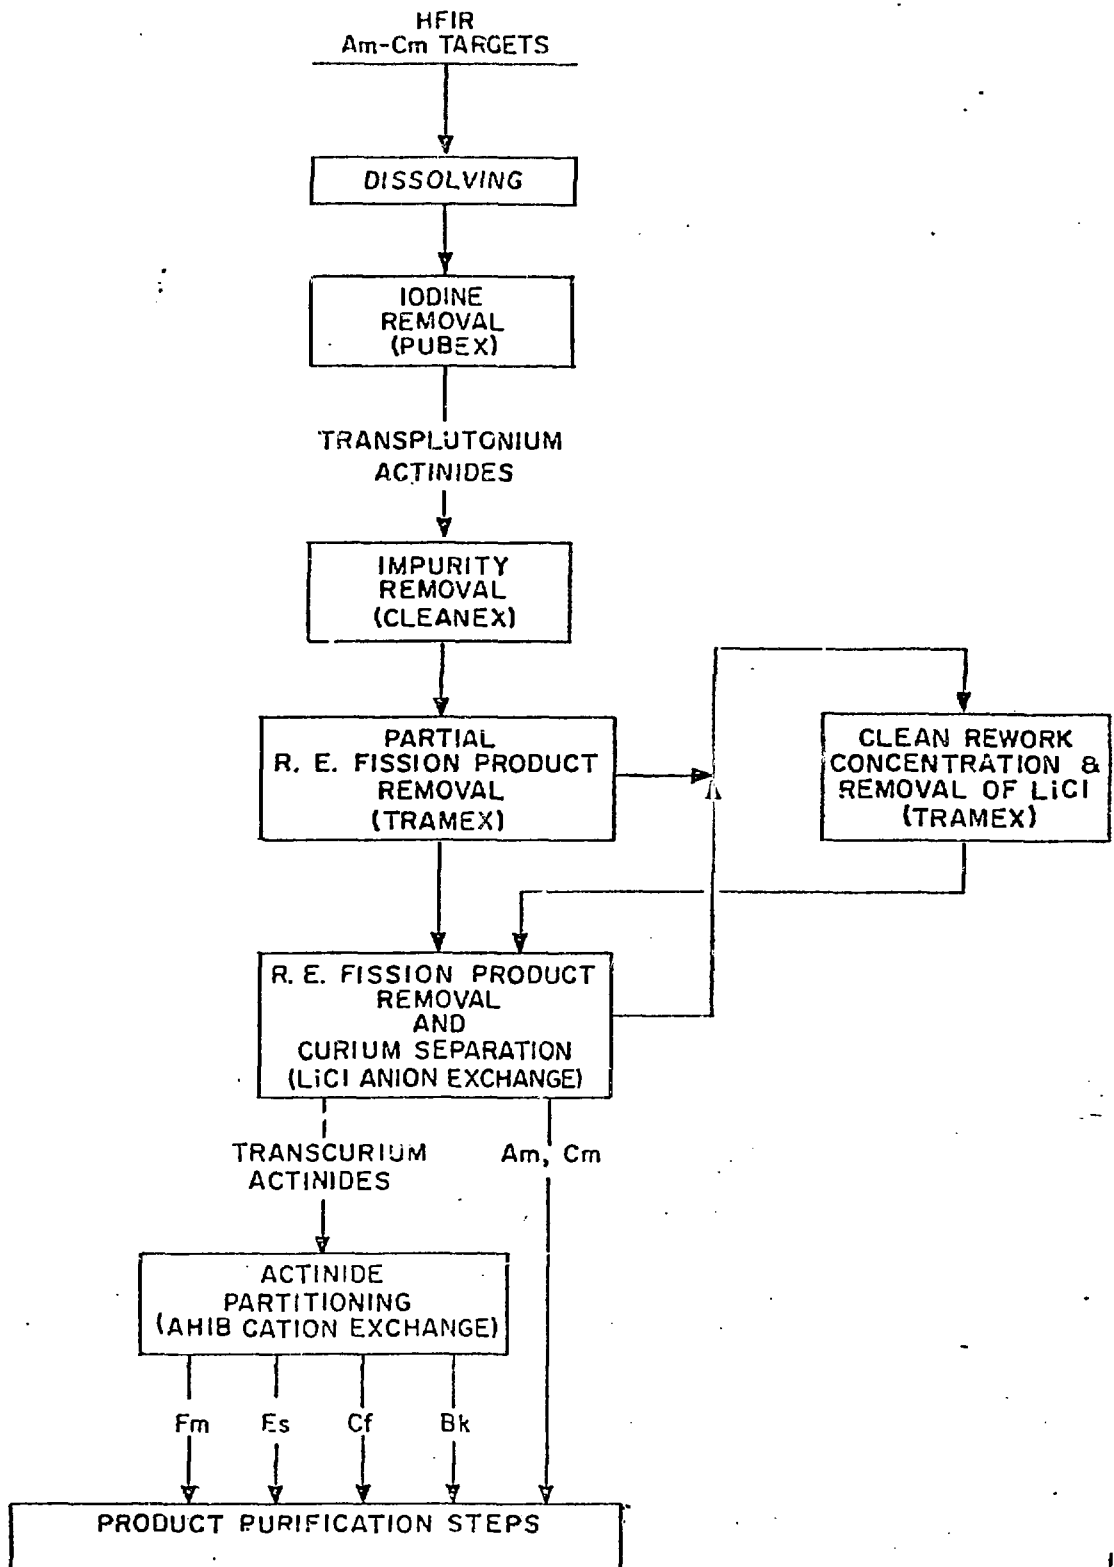 HFIR
Am-Cm TARGETS
DISSOLVING
IODINE
REMOVAL
(PUBEX)
TRANSPLUTONIUM
ACTINIDES
IMPURITY
REMOVAL
(CLEANEX)
PARTIAL
R. E. FISSION PRODUCT
REMOVAL
(TRAMEX)
CLEAN REWORK
CONCENTRATION &
REMOVAL OF LiCl
(TRAMEX)
R. E. FISSION PRODUCT
REMOVAL
AND
CURIUM SEPARATION
(LiCl ANION EXCHANGE)
TRANSCURIUM
ACTINIDES
Am, Cm
ACTINIDE
PARTITIONING
(AHIB CATION EXCHANGE)
Fm Es Cf Bk
PRODUCT PURIFICATION STEPS